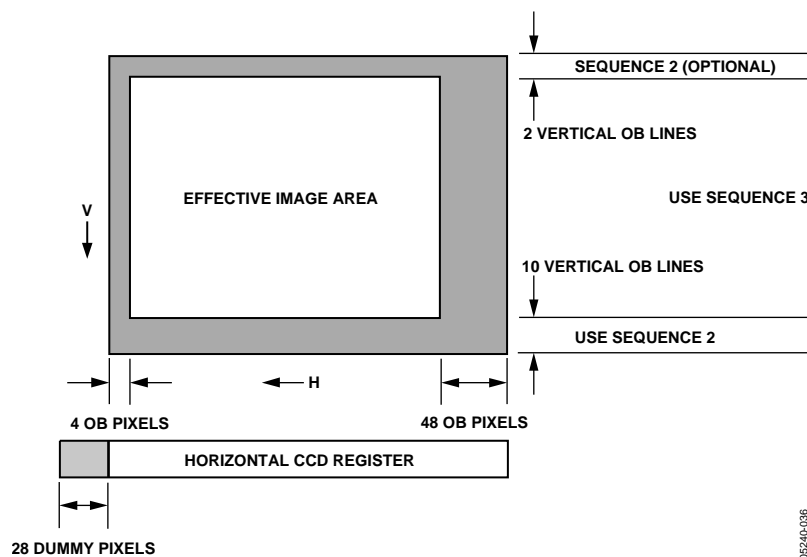 SEQUENCE 2 (OPTIONAL)
2 VERTICAL OB LINES
EFFECTIVE IMAGE AREA
USE SEQUENCE 3
V
10 VERTICAL OB LINES
USE SEQUENCE 2
H
4 OB PIXELS
48 OB PIXELS
HORIZONTAL CCD REGISTER
28 DUMMY PIXELS
05240-036